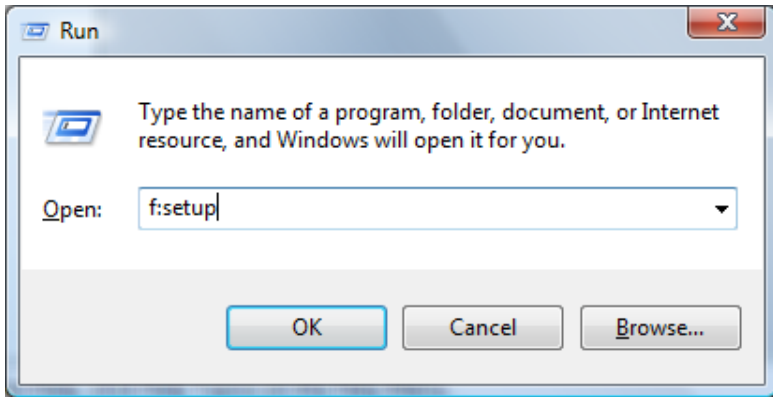 Run
Type the name of a program, folder, document, or Internet
resource, and Windows will open it for you.
Open: f:setup
OK Cancel Browse...